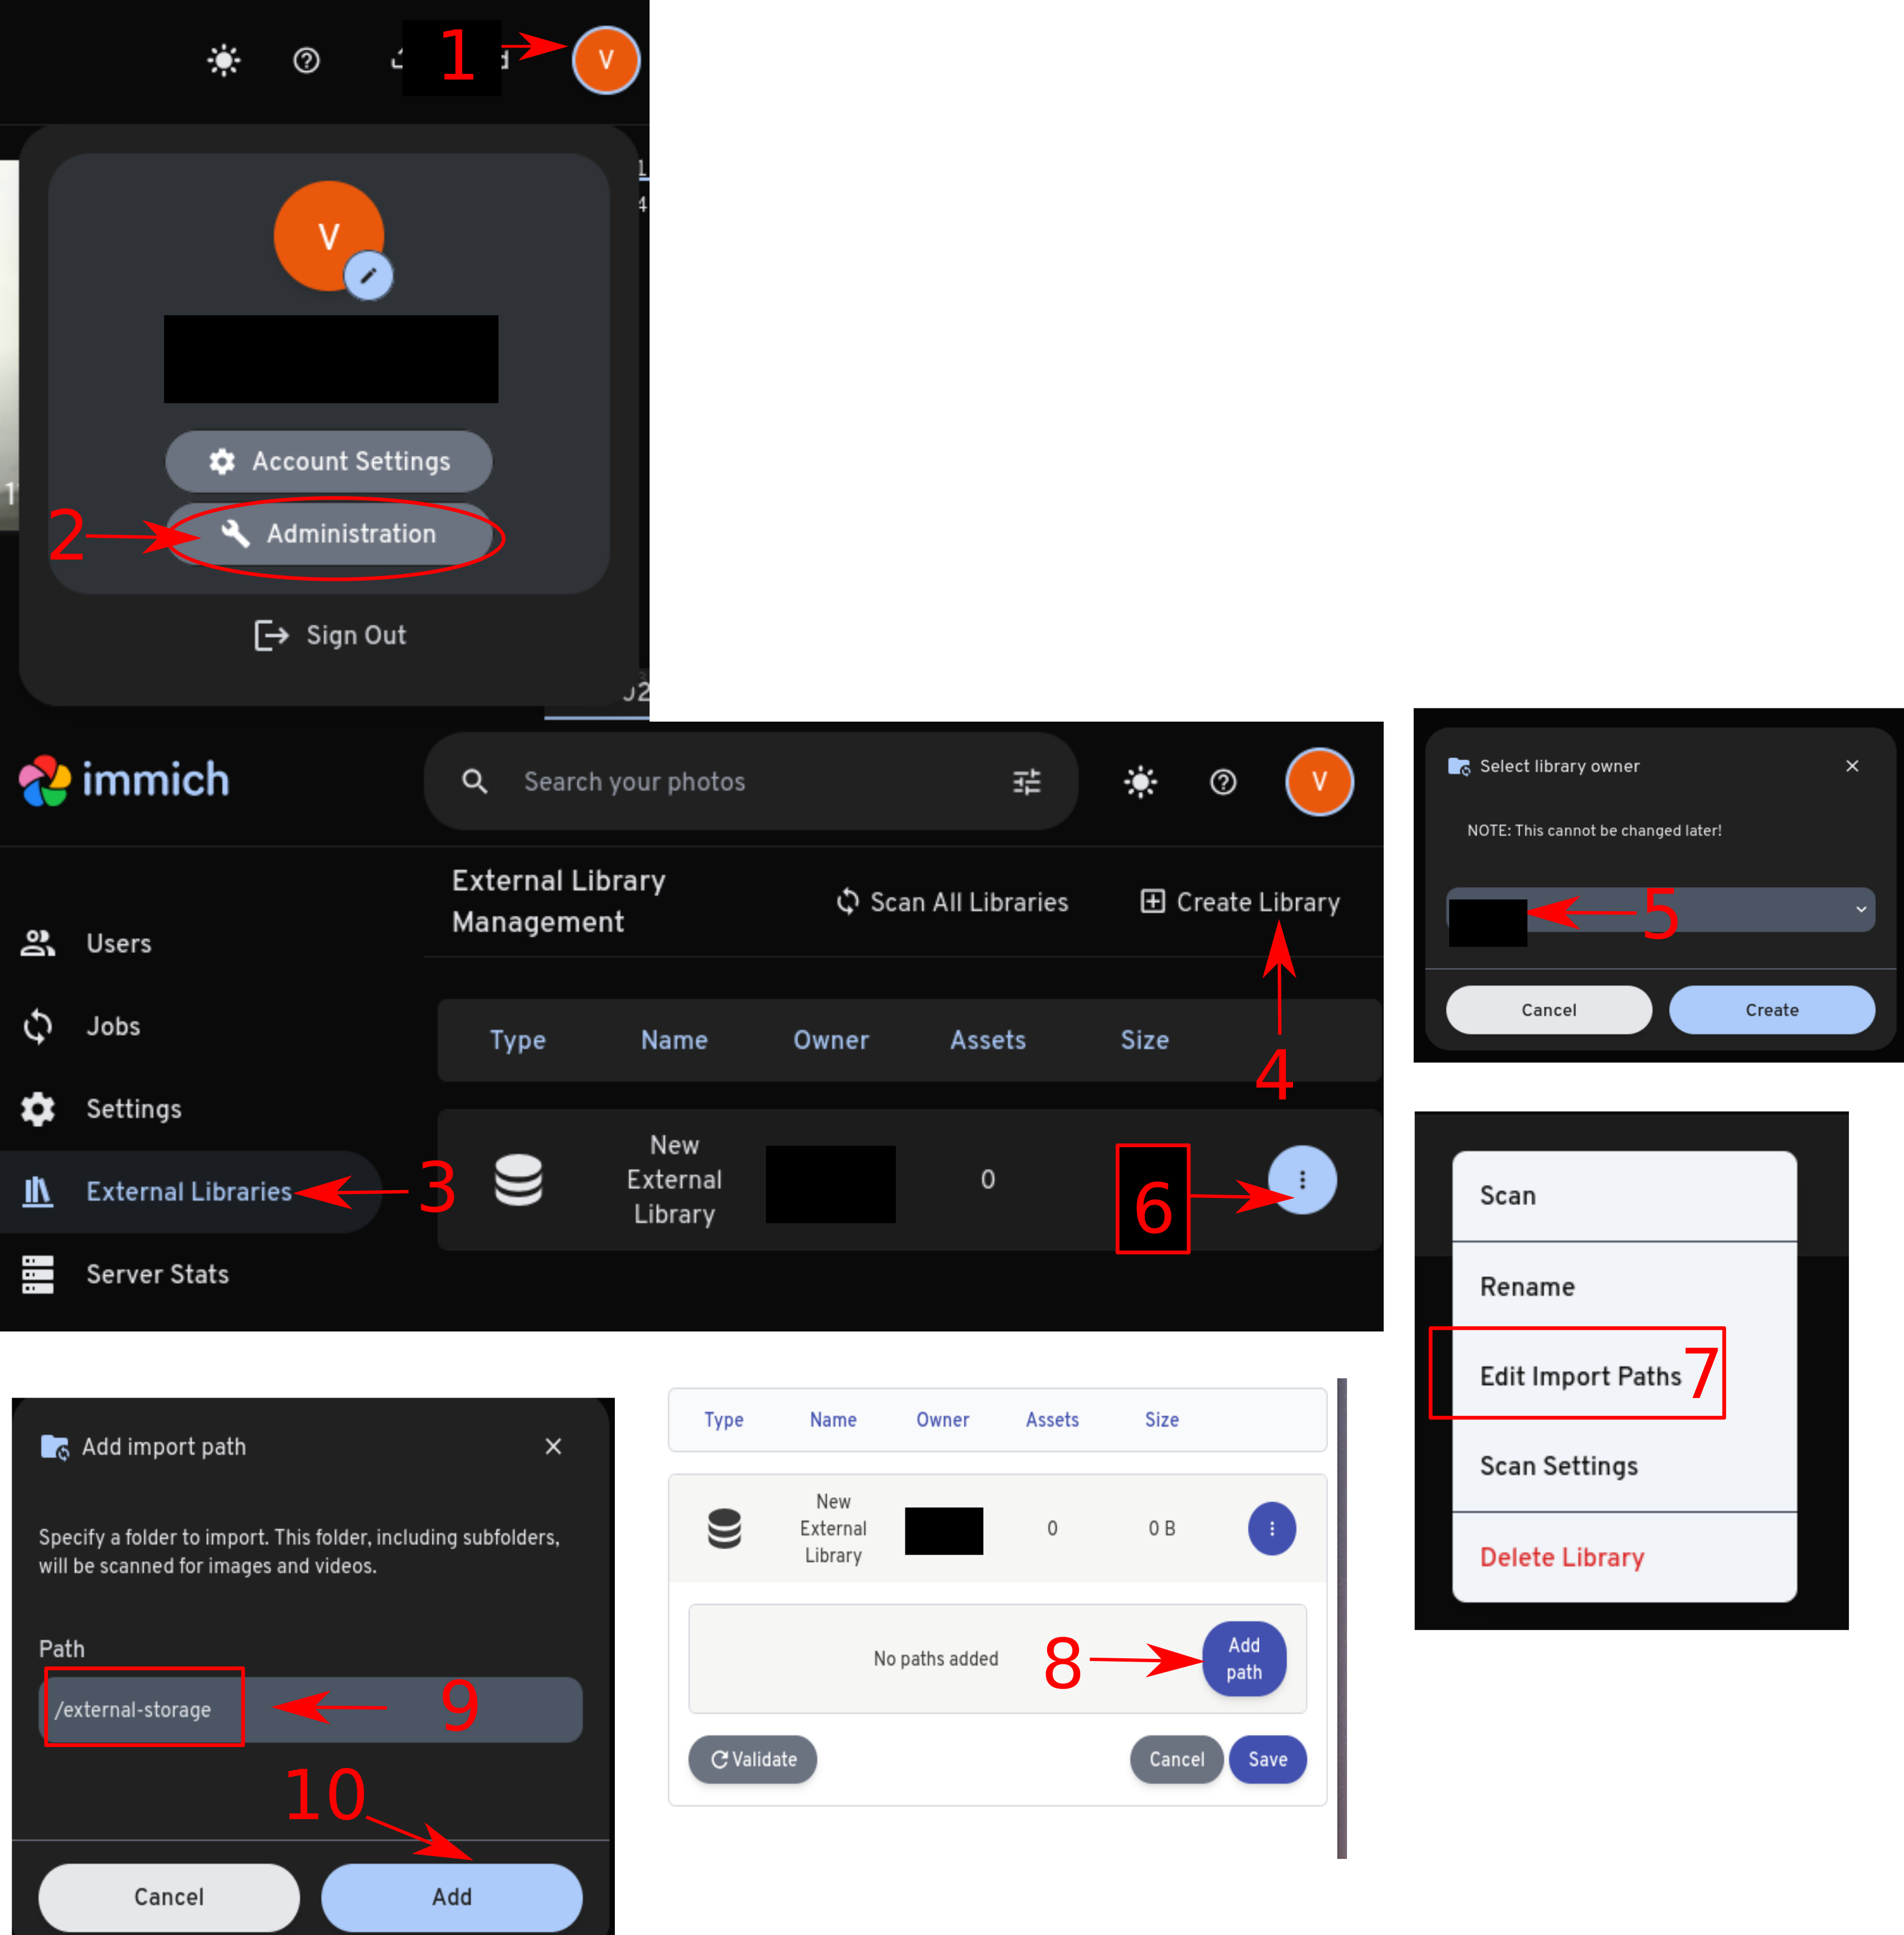 1
V
V
Account Settings
2
Administration
Sign Out
immich
Search your photos
V
External Library
Management
Scan All Libraries
Create Library
Users
Jobs
Settings
External Libraries
3
Server Stats
Type Name Owner Assets Size
4
New
External
Library
0
6
Select library owner
NOTE: This cannot be changed later!
5
Cancel
Create
Scan
Rename
Edit Import Paths
7
Scan Settings
Delete Library
Add import path
Specify a folder to import. This folder, including subfolders,
will be scanned for images and videos.
Path
/external-storage
9
10
Cancel
Add
Type Name Owner Assets Size
New
External
Library
0
0 B
No paths added
8
Add
path
Validate
Cancel
Save